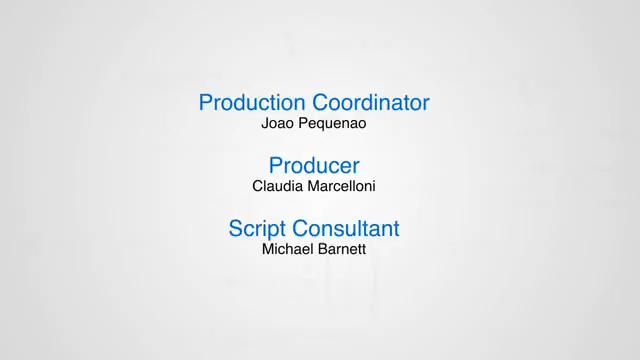 Production Coordinator
Joao Pequenao
Producer
Claudia Marcelloni
Script Consultant
Michael Barnett